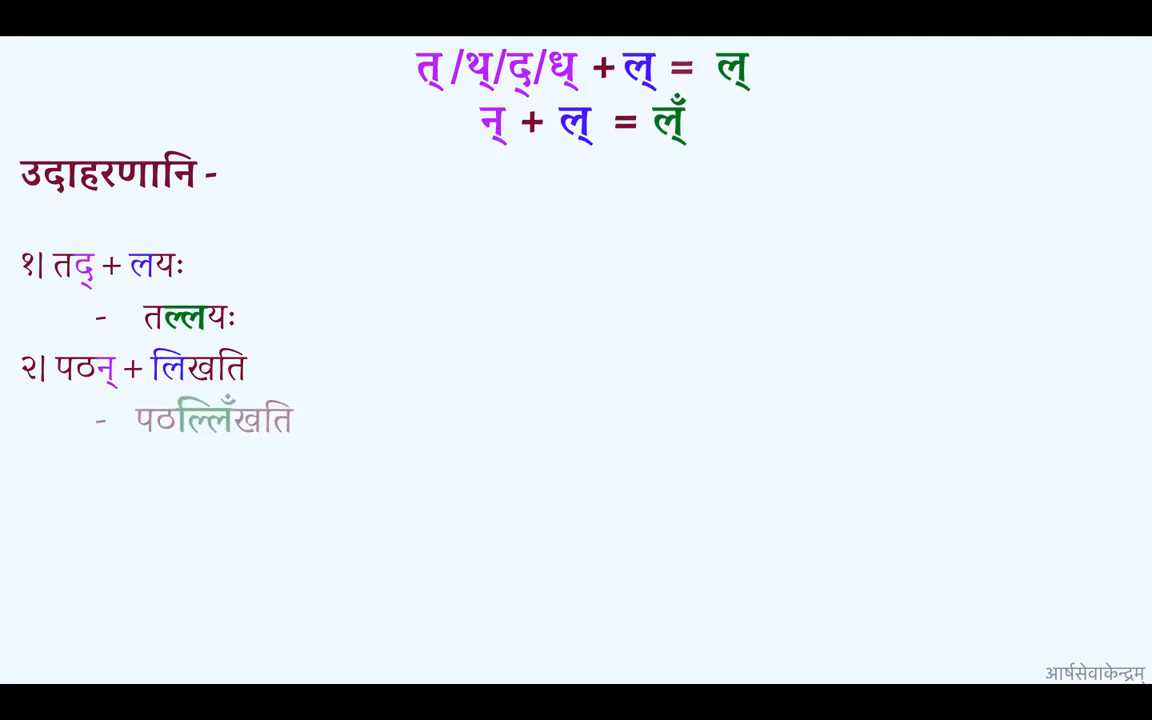 त् /थ्/द्/ध् + ल् = ल्
न् + ल् = ल्ँ
उदाहरणानि -
१| तद् + लयः
- तल्लयः
२| पठन् + लिखति
- पठल्लिँखति
आर्षसेवाकेन्द्रम्